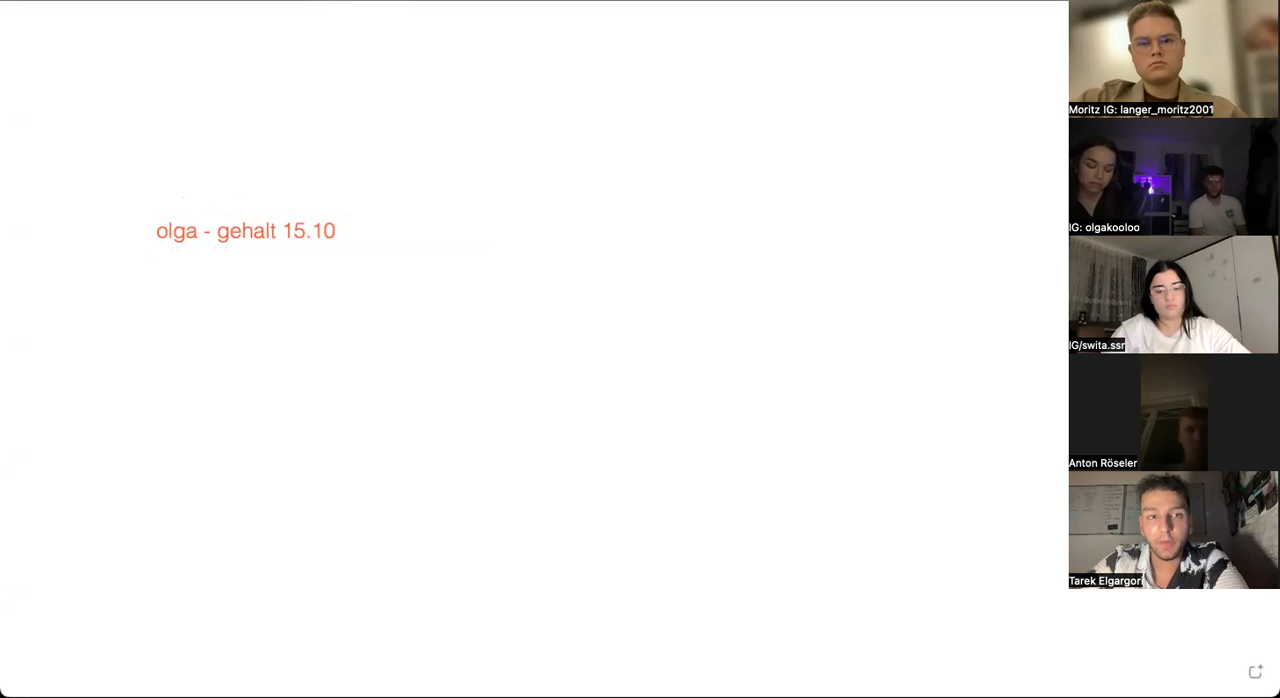 olga - gehalt 15.10
Moritz IG: langer_moritz2001
IG: olgakooloo
IG/swita.ssr
Anton Röseler
Tarek Elgargori